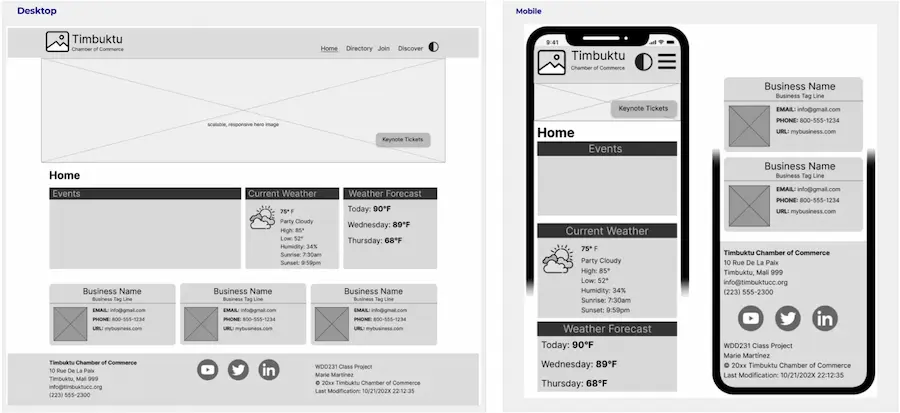 Desktop
Timbuktu
Chamber of Commerce
Home Directory Join Discover
scalable, responsive hero image
Keynote Tickets
Home
Events
Current Weather
75° F
Party Cloudy
High: 85°
Low: 52°
Humidity: 34%
Sunrise: 7:30am
Sunset: 9:59pm
Weather Forecast
Today: 90°F
Wednesday: 89°F
Thursday: 68°F
Business Name
Business Tag Line
EMAIL: info@gmail.com
PHONE: 800-555-1234
URL: mybusiness.com
Business Name
Business Tag Line
EMAIL: info@gmail.com
PHONE: 800-555-1234
URL: mybusiness.com
Business Name
Business Tag Line
EMAIL: info@gmail.com
PHONE: 800-555-1234
URL: mybusiness.com
Timbuktu Chamber of Commerce
10 Rue De La Paix
Timbuktu, Mali 999
info@timbuktucc.org
(223) 555-2300
in
WDD231 Class Project
Marie Martinez
© 20xx Timbuktu Chamber of Commerce
Last Modification: 10/21/202X 22:12:35
Mobile
9:41
Timbuktu
Chamber of Commerce
Keynote Tickets
Home
Events
Current Weather
75° F
Party Cloudy
High: 85°
Low: 52°
Humidity: 34%
Sunrise: 7:30am
Sunset: 9:59pm
Weather Forecast
Today: 90°F
Wednesday: 89°F
Thursday: 68°F
Business Name
Business Tag Line
EMAIL: info@gmail.com
PHONE: 800-555-1234
URL: mybusiness.com
Business Name
Business Tag Line
EMAIL: info@gmail.com
PHONE: 800-555-1234
URL: mybusiness.com
Timbuktu Chamber of Commerce
10 Rue De La Paix
Timbuktu, Mali 999
info@timbuktucc.org
(223) 555-2300
in
WDD231 Class Project
Marie Martinez
© 20xx Timbuktu Chamber of Commerce
Last Modification: 10/21/202X 22:12:35